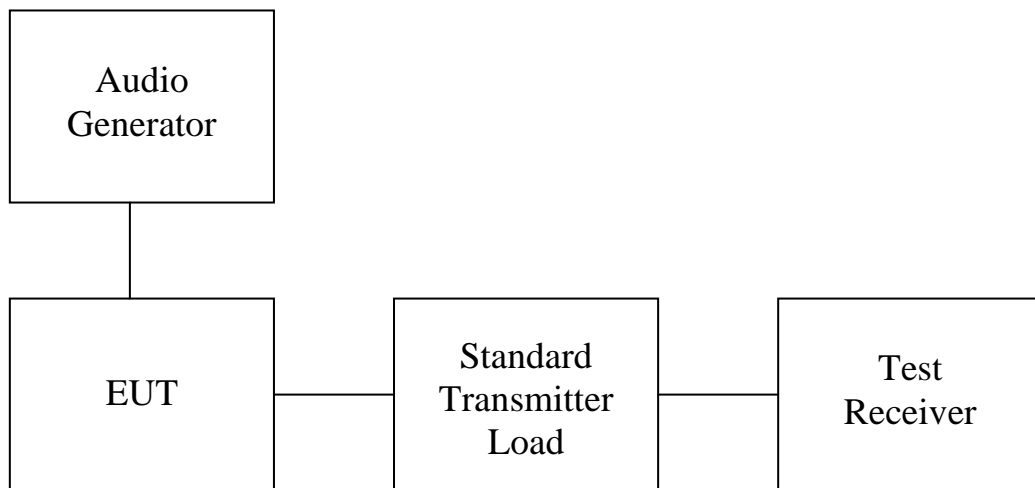 Audio
Generator
EUT
Standard
Transmitter
Load
Test
Receiver